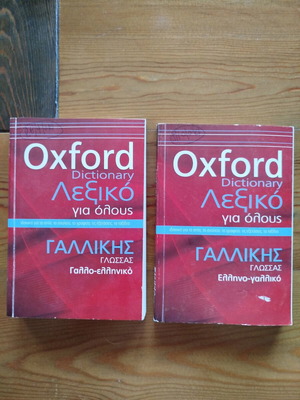 Oxford
Dictionary
Λεξικό
για όλους
ΓΑΛΛΙΚΗΣ
ΓΛΩΣΣΑΣ
Γαλλο-ελληνικό
Oxford
Dictionary
Λεξικό
για όλους
ΓΑΛΛΙΚΗΣ
ΓΛΩΣΣΑΣ
Ελληνο-γαλλικό